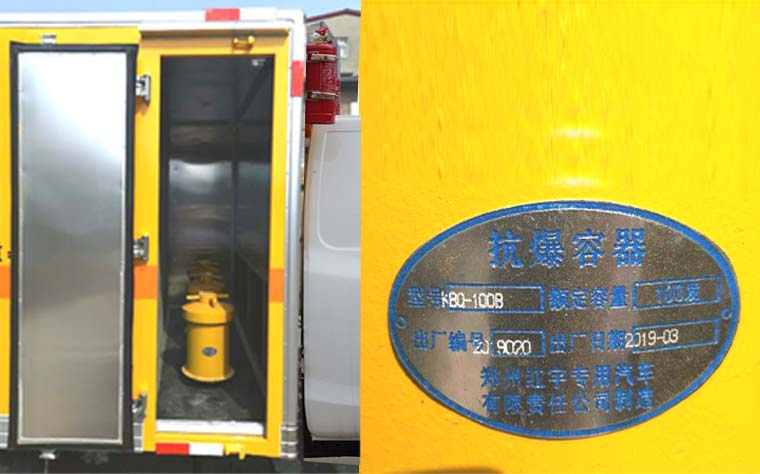 抗爆容器
型号 KBQ-100B 额定容量 100发
出厂编号 2019020 出厂日期 2019-03
郑州红宇专用汽车
有限责任公司制造